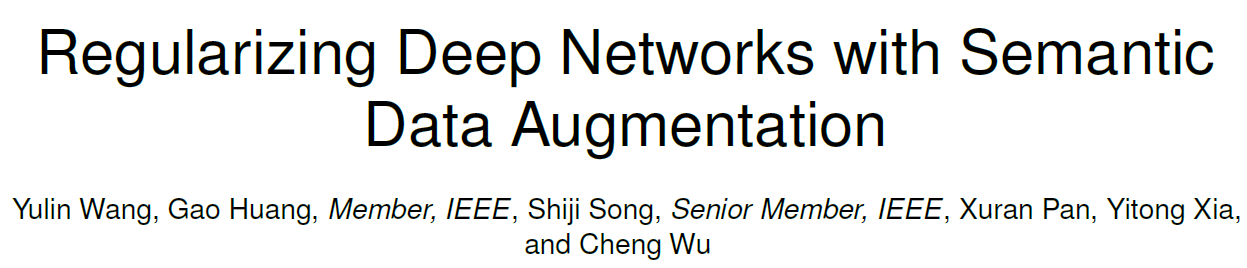 Regularizing Deep Networks with Semantic
Data Augmentation
Yulin Wang, Gao Huang, Member, IEEE, Shiji Song, Senior Member, IEEE, Xuran Pan, Yitong Xia,
and Cheng Wu